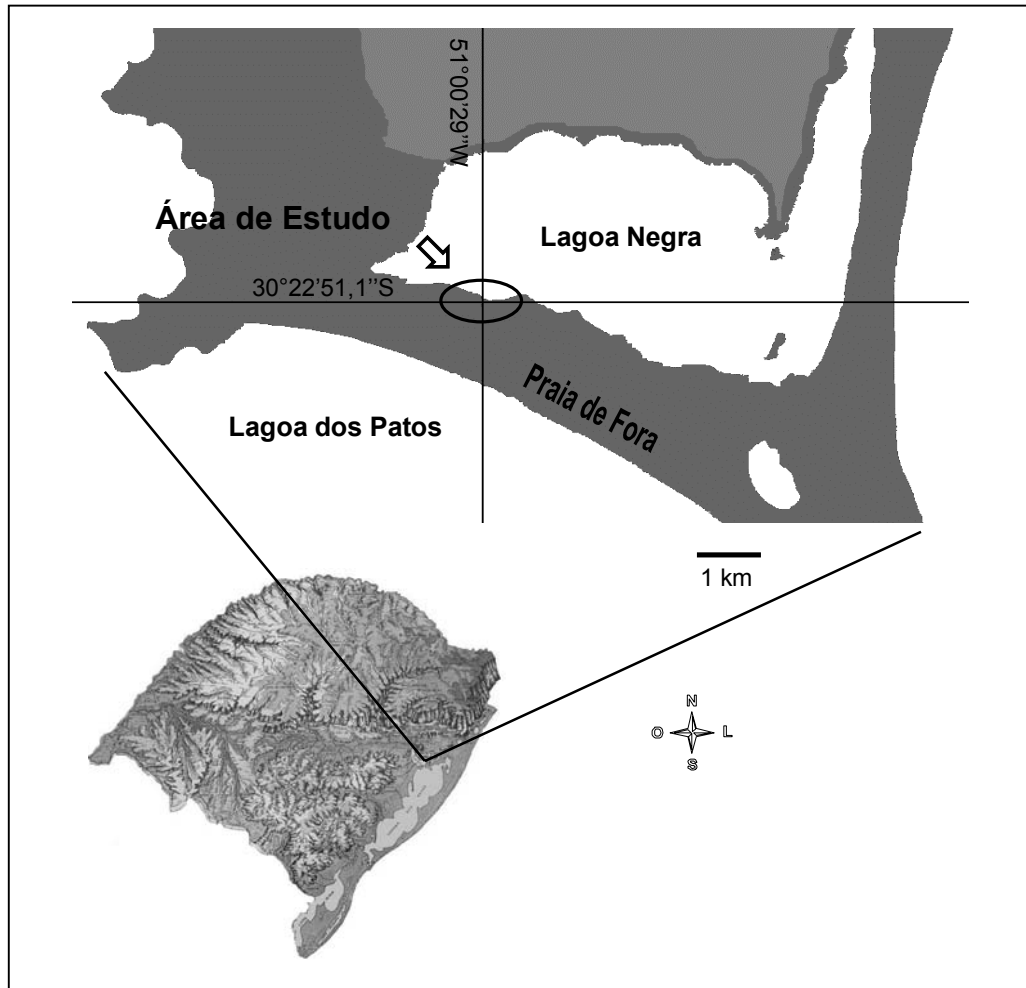 51°00'29’’W
Área de Estudo
Lagoa Negra
30°22'51,1’’S
Praia de Fora
Lagoa dos Patos
1 km
N
O L
S